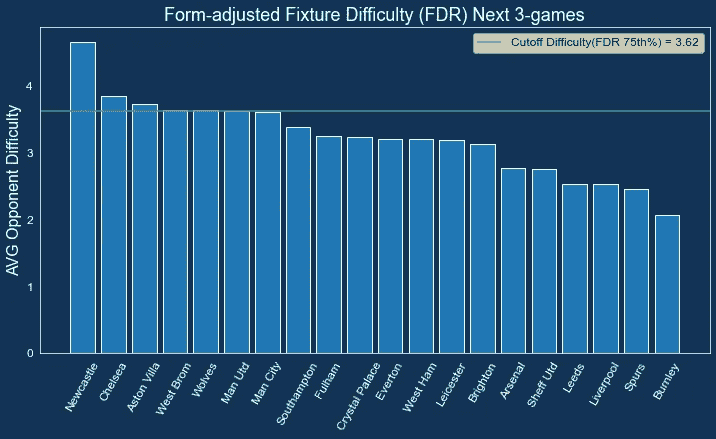 Form-adjusted Fixture Difficulty (FDR) Next 3-games
Cutoff Difficulty(FDR 75th%) = 3.62
AVG Opponent Difficulty
4
3
2
1
0
Newcastle
Chelsea
Aston Villa
West Brom
Wolves
Man Utd
Man City
Southampton
Fulham
Crystal Palace
Everton
West Ham
Leicester
Brighton
Arsenal
Sheff Utd
Leeds
Liverpool
Spurs
Burnley